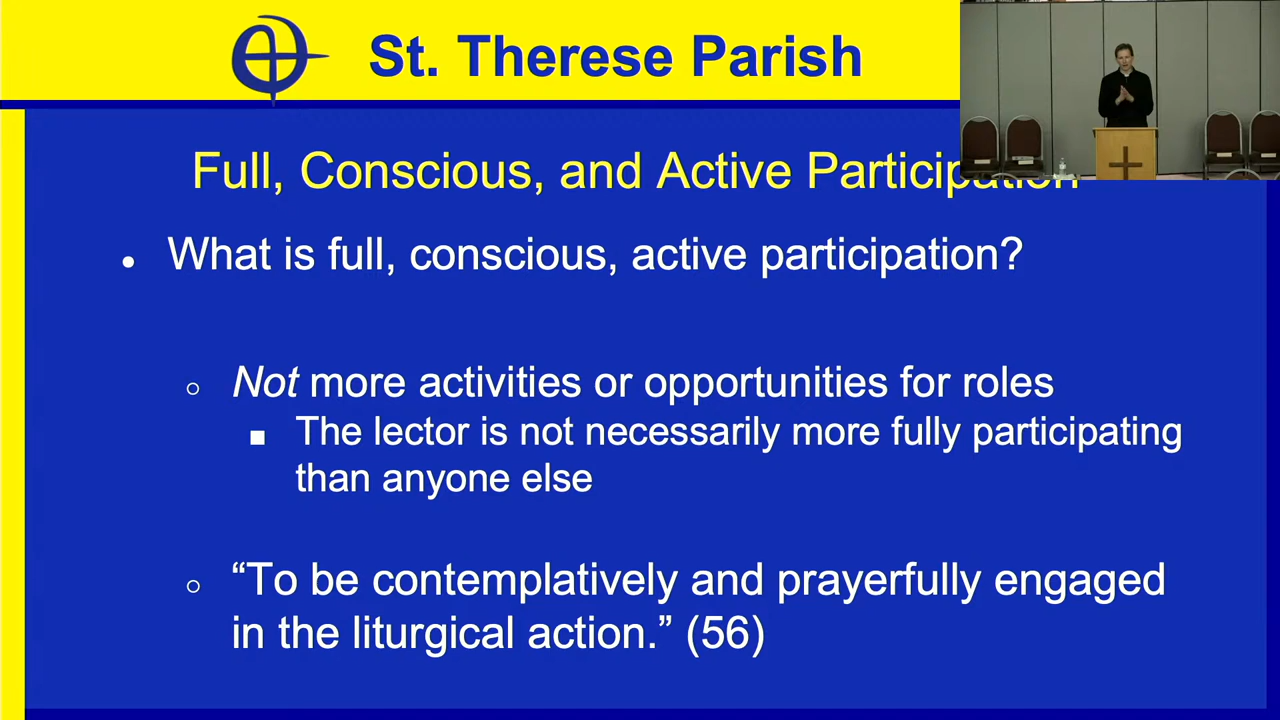 St. Therese Parish
Full, Conscious, and Active Participation
What is full, conscious, active participation?
Not more activities or opportunities for roles
The lector is not necessarily more fully participating
than anyone else
“To be contemplatively and prayerfully engaged
in the liturgical action.” (56)